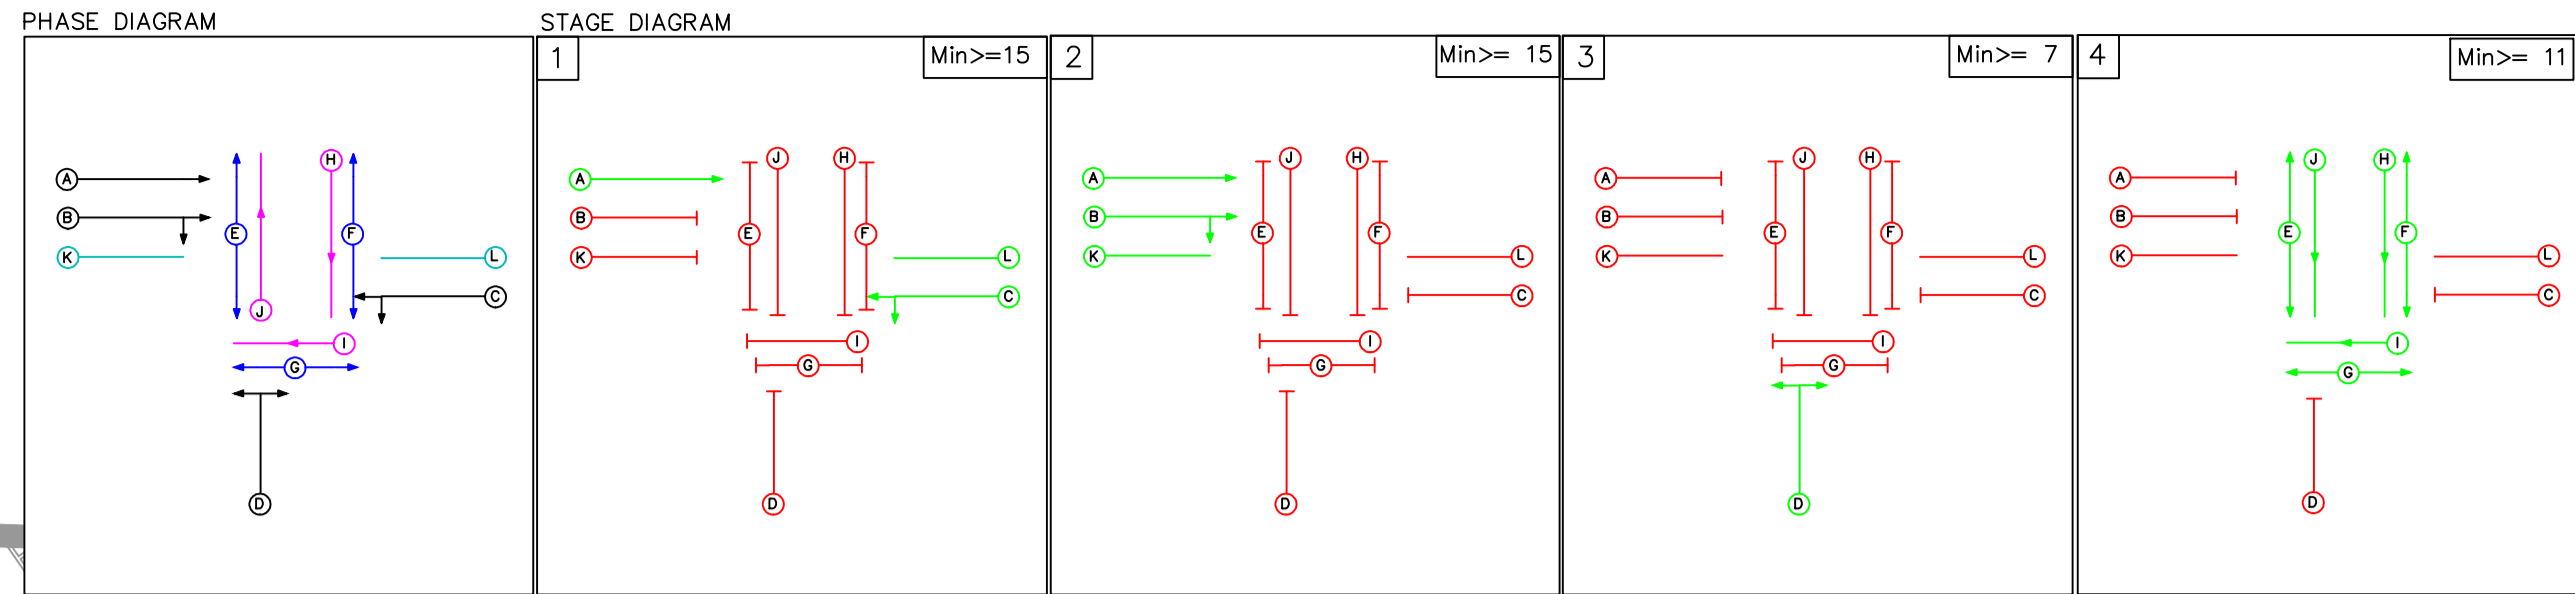 PHASE DIAGRAM
STAGE DIAGRAM
1
Min>=15
2
Min>= 15
3
Min>= 7
4
Min>= 11
A
B
K
E
J
H
F
L
C
I
G
D
A
B
K
E
J
H
F
L
C
I
G
D
A
B
K
E
J
H
F
L
C
I
G
D
A
B
K
E
J
H
F
L
C
I
G
D
A
B
K
E
J
H
F
L
C
I
G
D